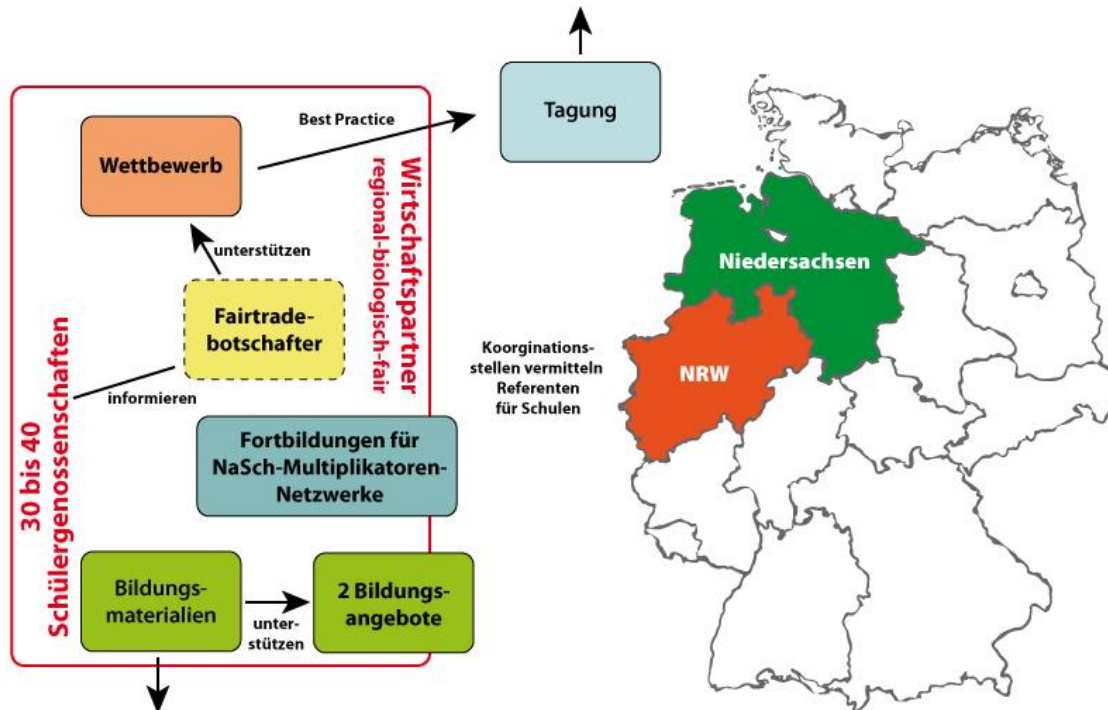 Tagung
Best Practice
Wettbewerb
Wirtschaftspartner
regional-biologisch-fair
unterstützen
Fairtrade-
botschafter
informieren
30 bis 40
Schülergenossenschaften
Fortbildungen für
NaSch-Multiplikatoren-
Netzwerke
Bildungs-
materialien
unter-
stützen
2 Bildungs-
angebote
Koorginations-
stellen vermitteln
Referenten
für Schulen
Niedersachsen
NRW